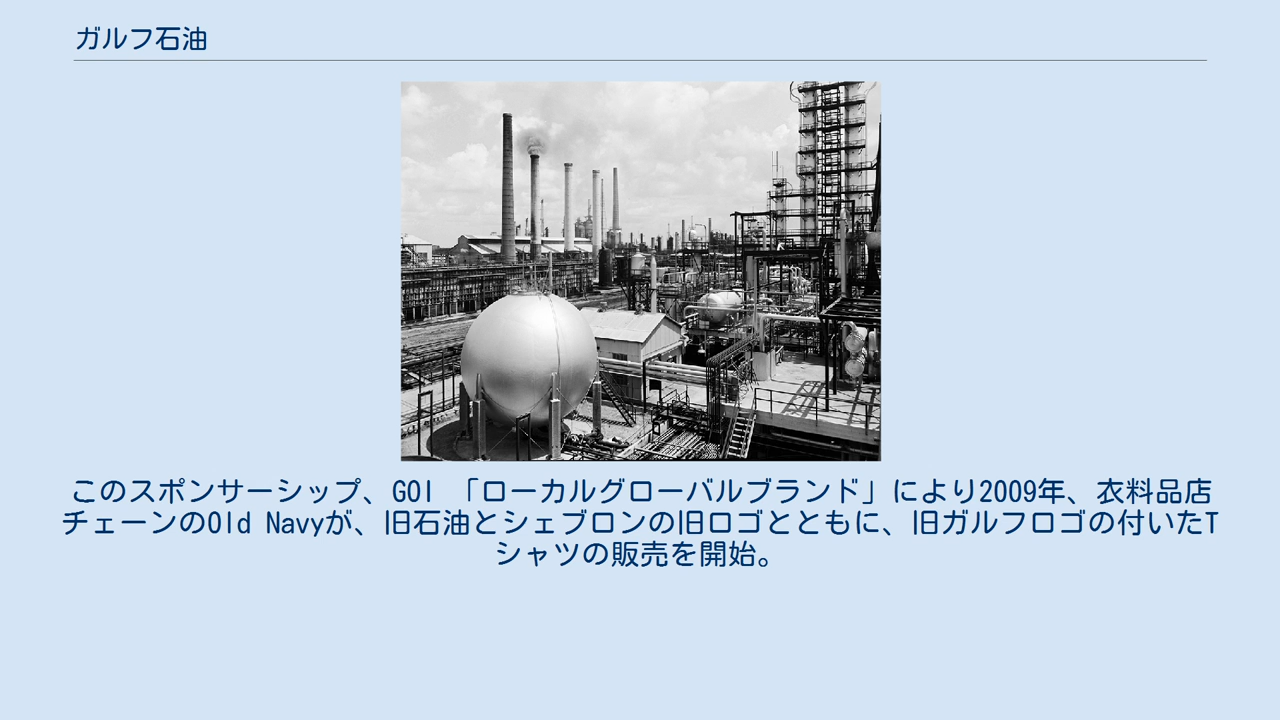 ガルフ石油
このスポンサーシップ、GOI 「ローカルグローバルブランド」により2009年、衣料品店
チェーンのOld Navyが、旧石油とシェブロンの旧ロゴとともに、旧ガルフロゴの付いたT
シャツの販売を開始。